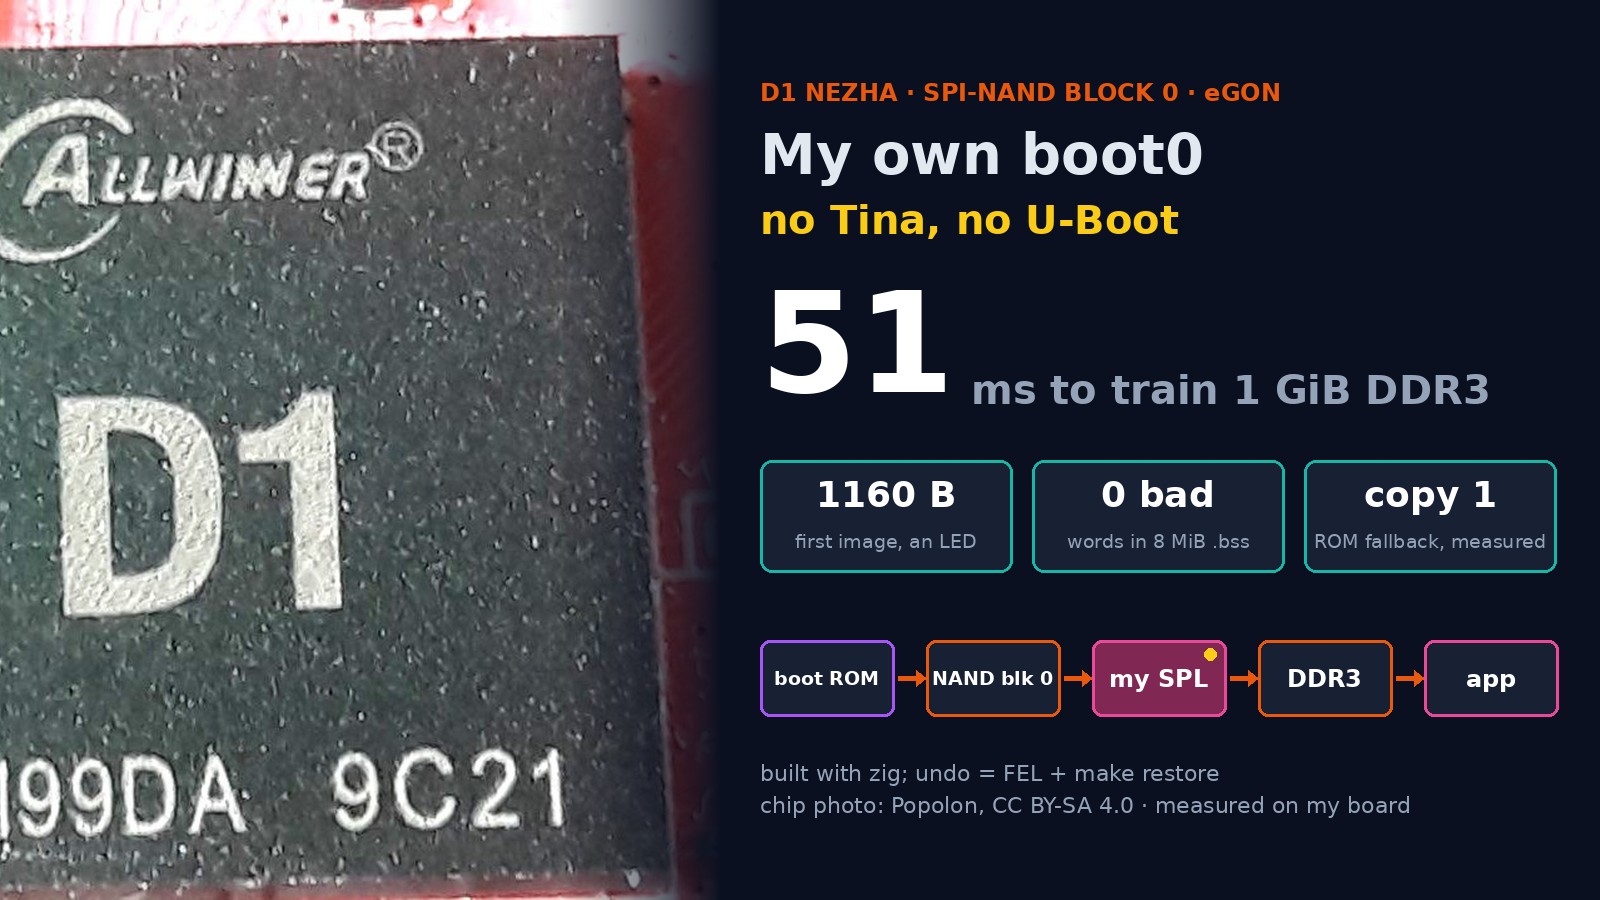 ALLWINNER®
D1
99DA 9C21
D1 NEZHA · SPI-NAND BLOCK 0 · eGON
My own boot0
no Tina, no U-Boot
51 ms to train 1 GiB DDR3
1160 B
first image, an LED
0 bad
words in 8 MiB .bss
copy 1
ROM fallback, measured
boot ROM
NAND blk 0
my SPL
DDR3
app
built with zig; undo = FEL + make restore
chip photo: Popolon, CC BY-SA 4.0 · measured on my board